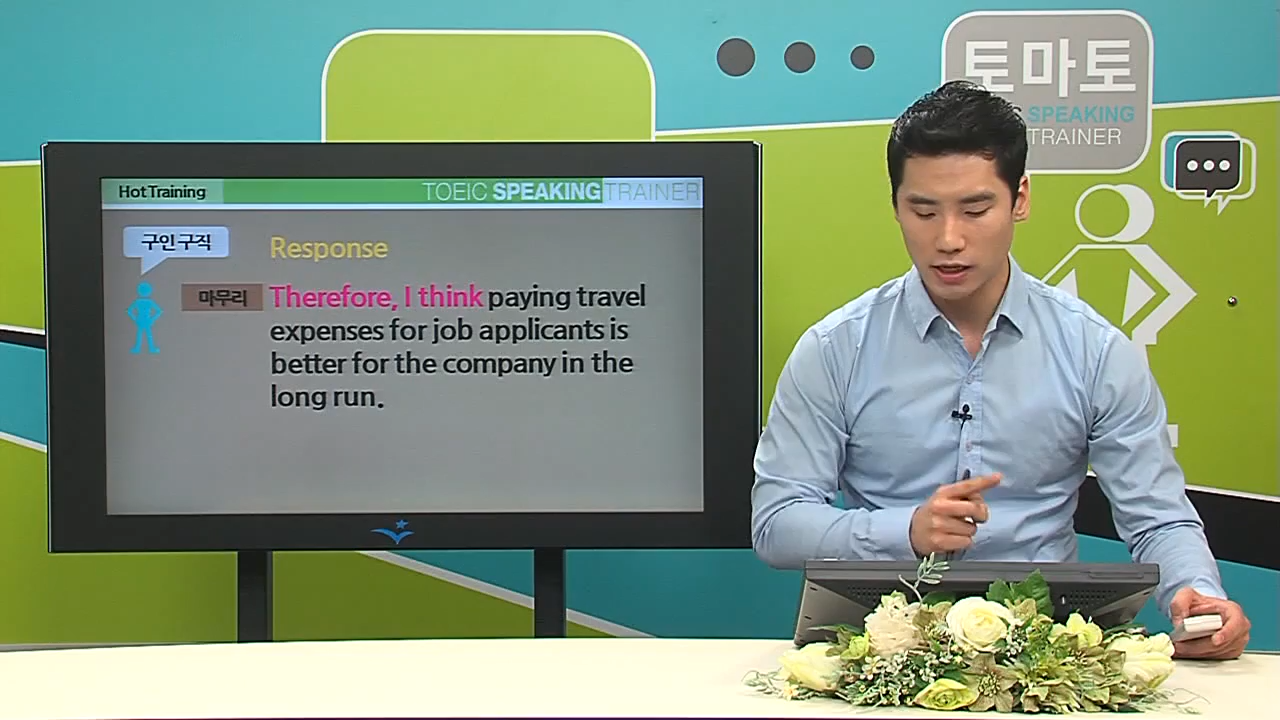 토마토
SPEAKING
TRAINER
Hot Training
TOEIC SPEAKING TRAINER
구인구직
Response
마무리
Therefore, I think paying travel
expenses for job applicants is
better for the company in the
long run.